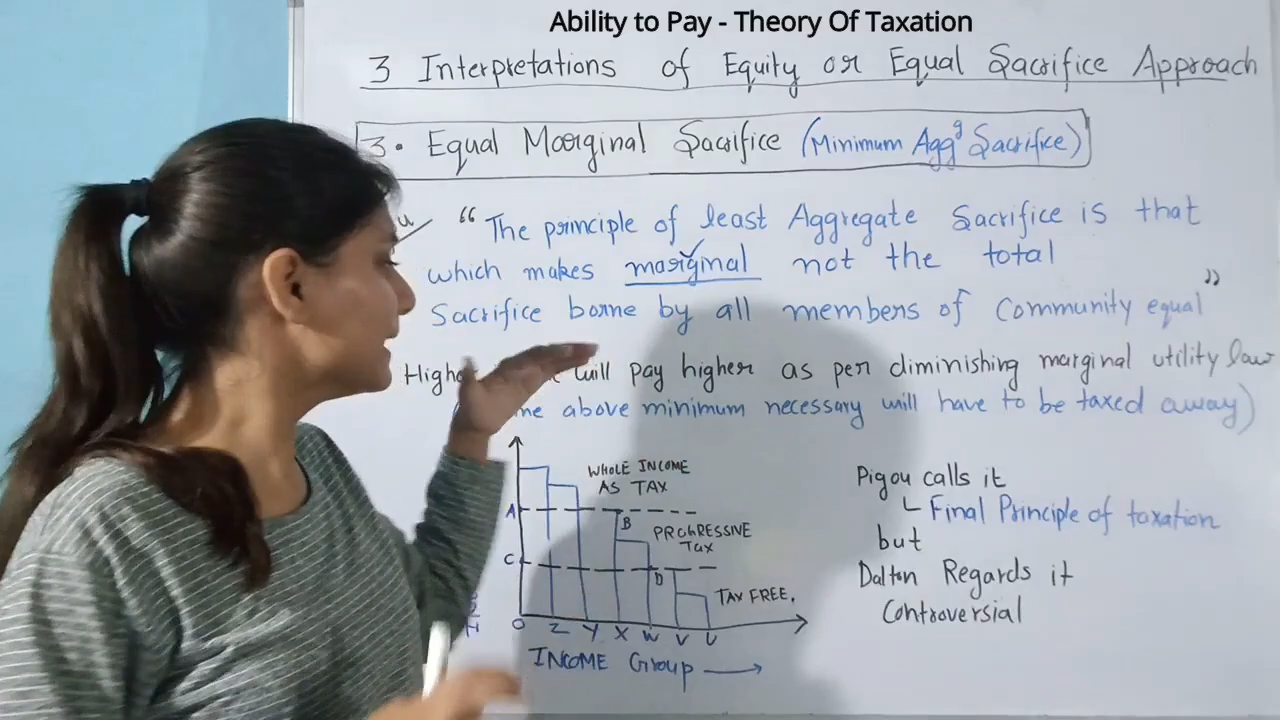 Ability to Pay - Theory Of Taxation
3 Interpretations of Equity or Equal Sacrifice Approach
3. Equal Marginal Sacrifice (Minimum Aggᵍ Sacrifice)
“The principle of least Aggregate Sacrifice is that
which makes marginal not the total
Sacrifice borne by all members of Community equal”
will pay higher as per diminishing marginal utility law
above minimum necessary will have to be taxed away)
WHOLE INCOME
AS TAX
A
B
PROGRESSIVE
TAX
C
D
TAX FREE.
O Z Y X W V U
INCOME Group
Pigou calls it
Final Principle of taxation
but
Dalton Regards it
Controversial